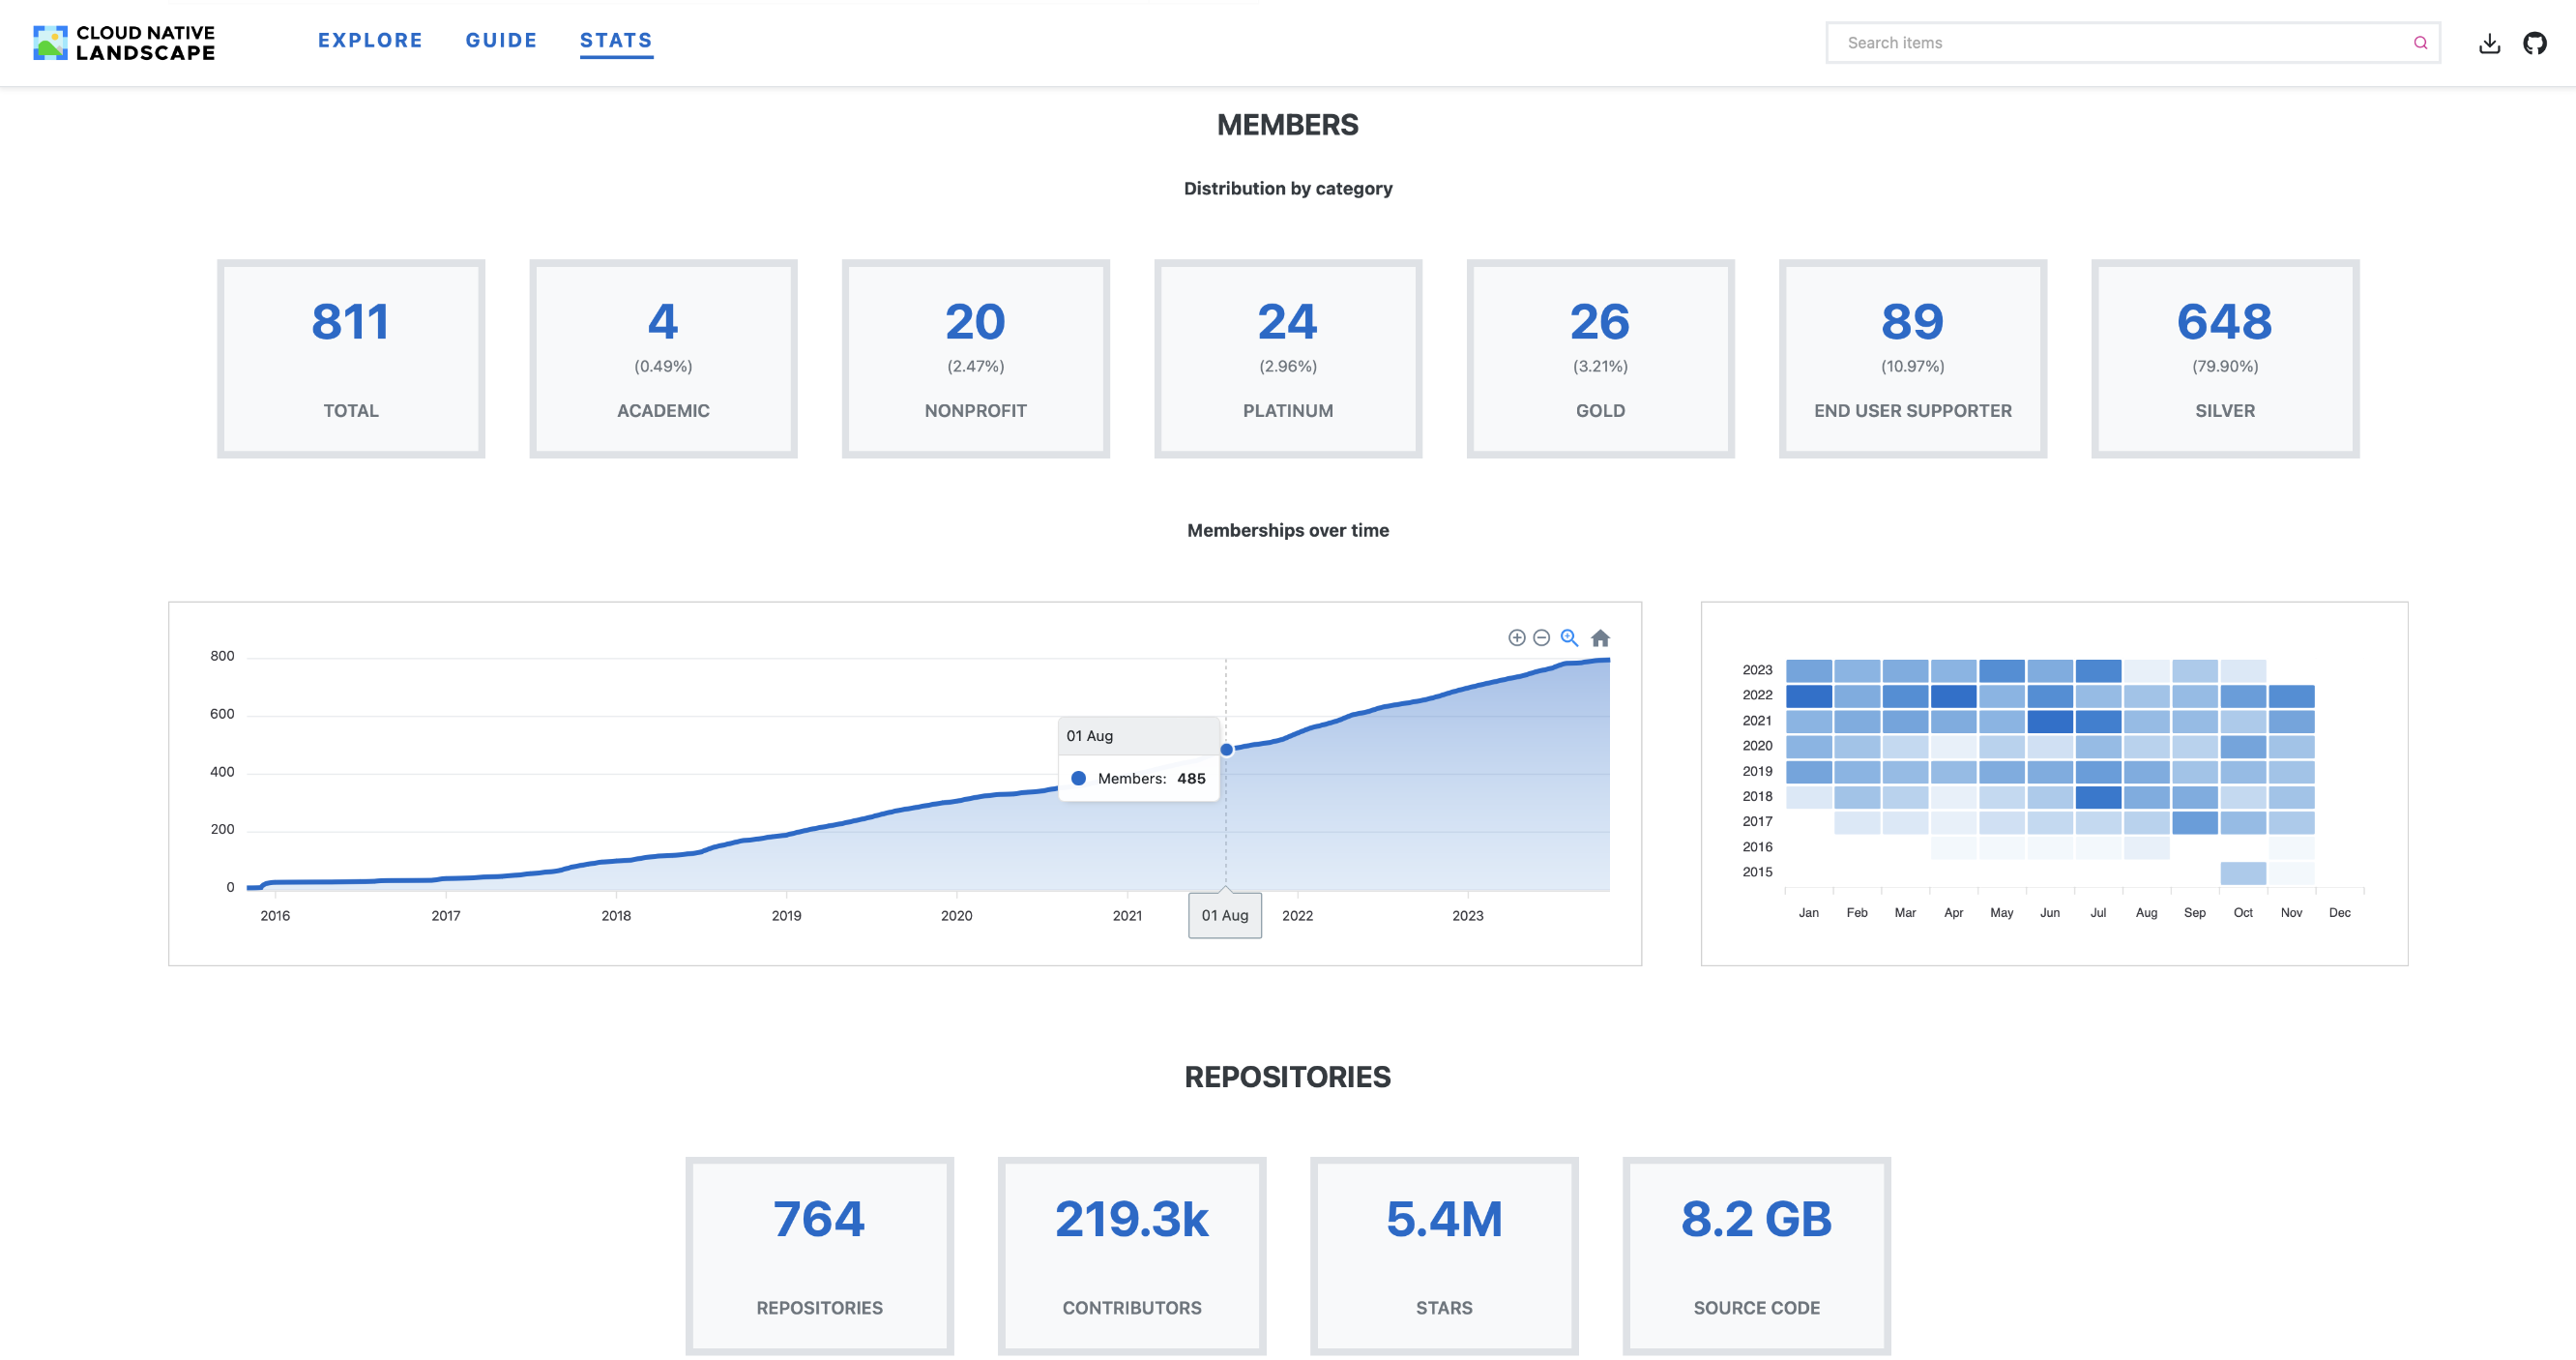 CLOUD NATIVE
LANDSCAPE
EXPLORE GUIDE STATS
Search items
MEMBERS
Distribution by category
811
TOTAL
4
(0.49%)
ACADEMIC
20
(2.47%)
NONPROFIT
24
(2.96%)
PLATINUM
26
(3.21%)
GOLD
89
(10.97%)
END USER SUPPORTER
648
(79.90%)
SILVER
Memberships over time
800
600
400
200
0
01 Aug
Members: 485
2016 2017 2018 2019 2020 2021 01 Aug 2022 2023
2023
2022
2021
2020
2019
2018
2017
2016
2015
Jan Feb Mar Apr May Jun Jul Aug Sep Oct Nov Dec
REPOSITORIES
764
REPOSITORIES
219.3k
CONTRIBUTORS
5.4M
STARS
8.2 GB
SOURCE CODE